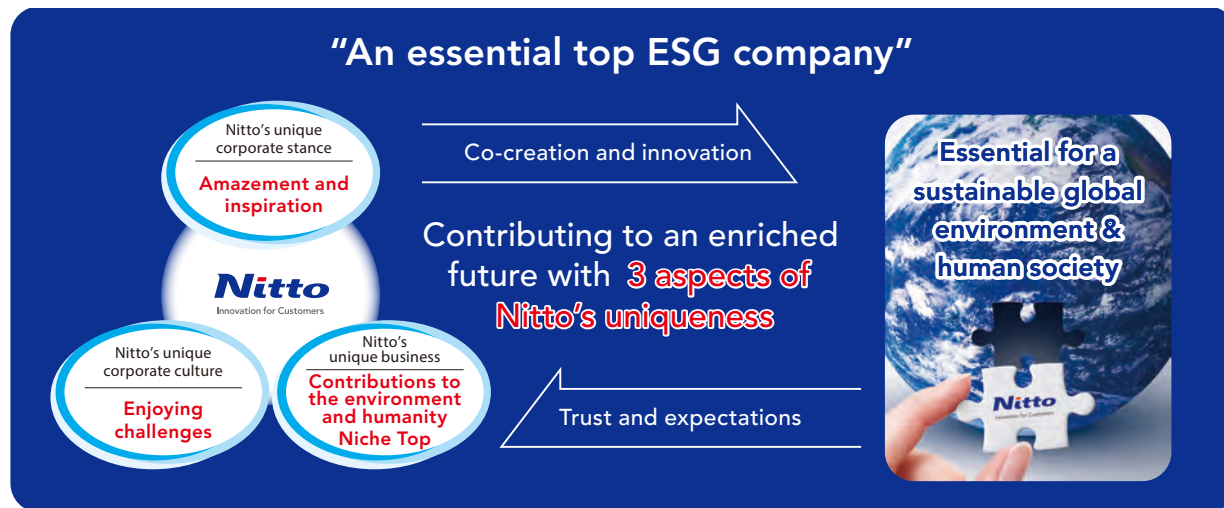 “An essential top ESG company”
Nitto’s unique
corporate stance
Amazement and
inspiration
Nitto
Innovation for Customers
Nitto’s unique
corporate culture
Enjoying
challenges
Nitto’s
unique business
Contributions to
the environment
and humanity
Niche Top
Co-creation and innovation
Contributing to an enriched
future with 3 aspects of
Nitto’s uniqueness
Trust and expectations
Essential for a
sustainable global
environment &
human society
Nitto
Innovation for Customers